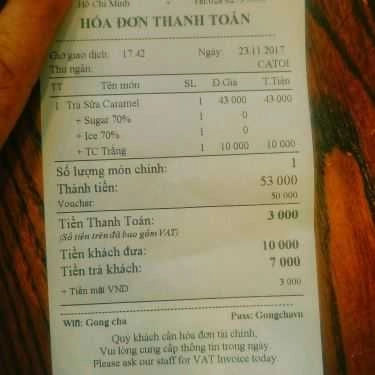 Hồ Chí Minh
HÓA ĐƠN THANH TOÁN
Giờ giao dịch: 17.42 Ngày: 23.11.2017
Thu ngân: CATOI
TT Tên món SL Đ.Giá T.Tiền
1 Trà Sữa Caramel 1 43 000 43 000
+ Sugar 70% 1 0
+ Ice 70% 1 0
+ TC Trắng 1 10 000 10 000
Số lượng món chính: 1
Thành tiền: 53 000
Voucher: 50 000
Tiền Thanh Toán: 3 000
(Số tiền trên đã bao gồm VAT)
Tiền khách đưa: 10 000
Tiền trả khách: 7 000
+ Tiền mặt VND 3 000
Wifi: Gong cha Pass: Gongchavn
Quý khách cần hóa đơn tài chính,
Vui lòng cung cấp thông tin trong ngày.
Please ask our staff for VAT Invoice today.